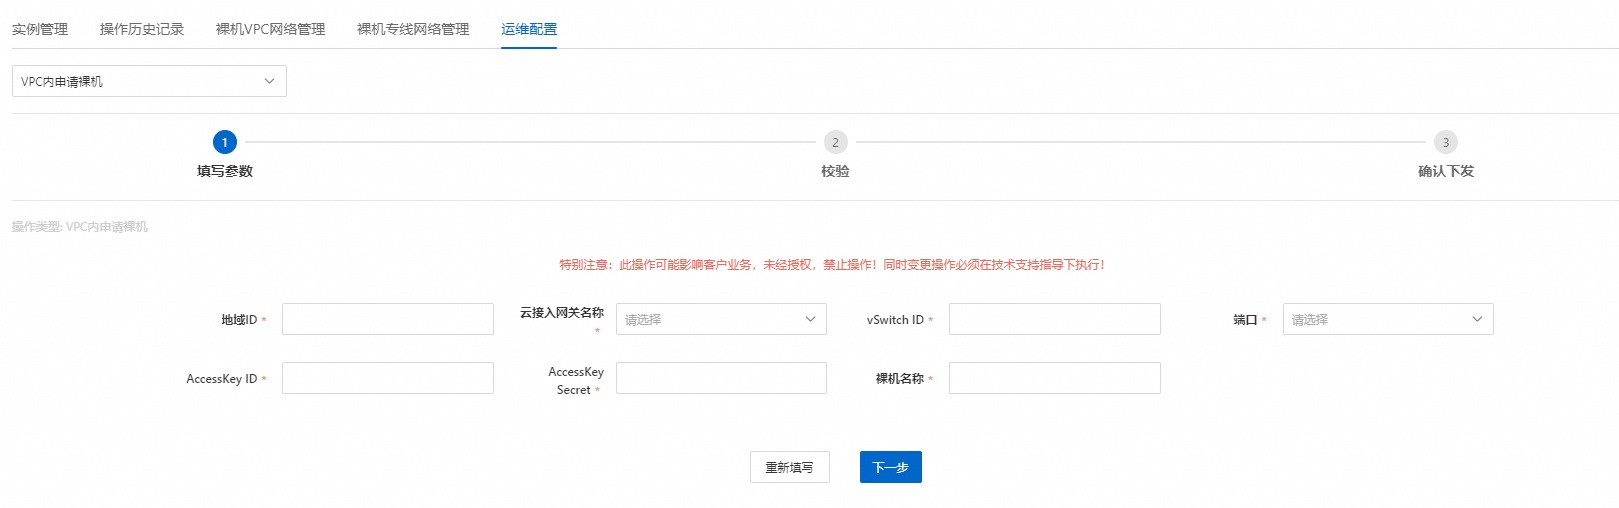 实例管理 操作历史记录 裸机VPC网络管理 裸机专线网络管理 运维配置
VPC内申请裸机
1 2 3
填写参数 校验 确认下发
操作类型: VPC内申请裸机
特别注意：此操作可能影响客户业务，未经授权，禁止操作！同时变更操作必须在技术支持指导下执行！
地域ID * 云接入网关名称 * 请选择 vSwitch ID * 端口 * 请选择
AccessKey ID * AccessKey Secret * 裸机名称 *
重新填写 下一步